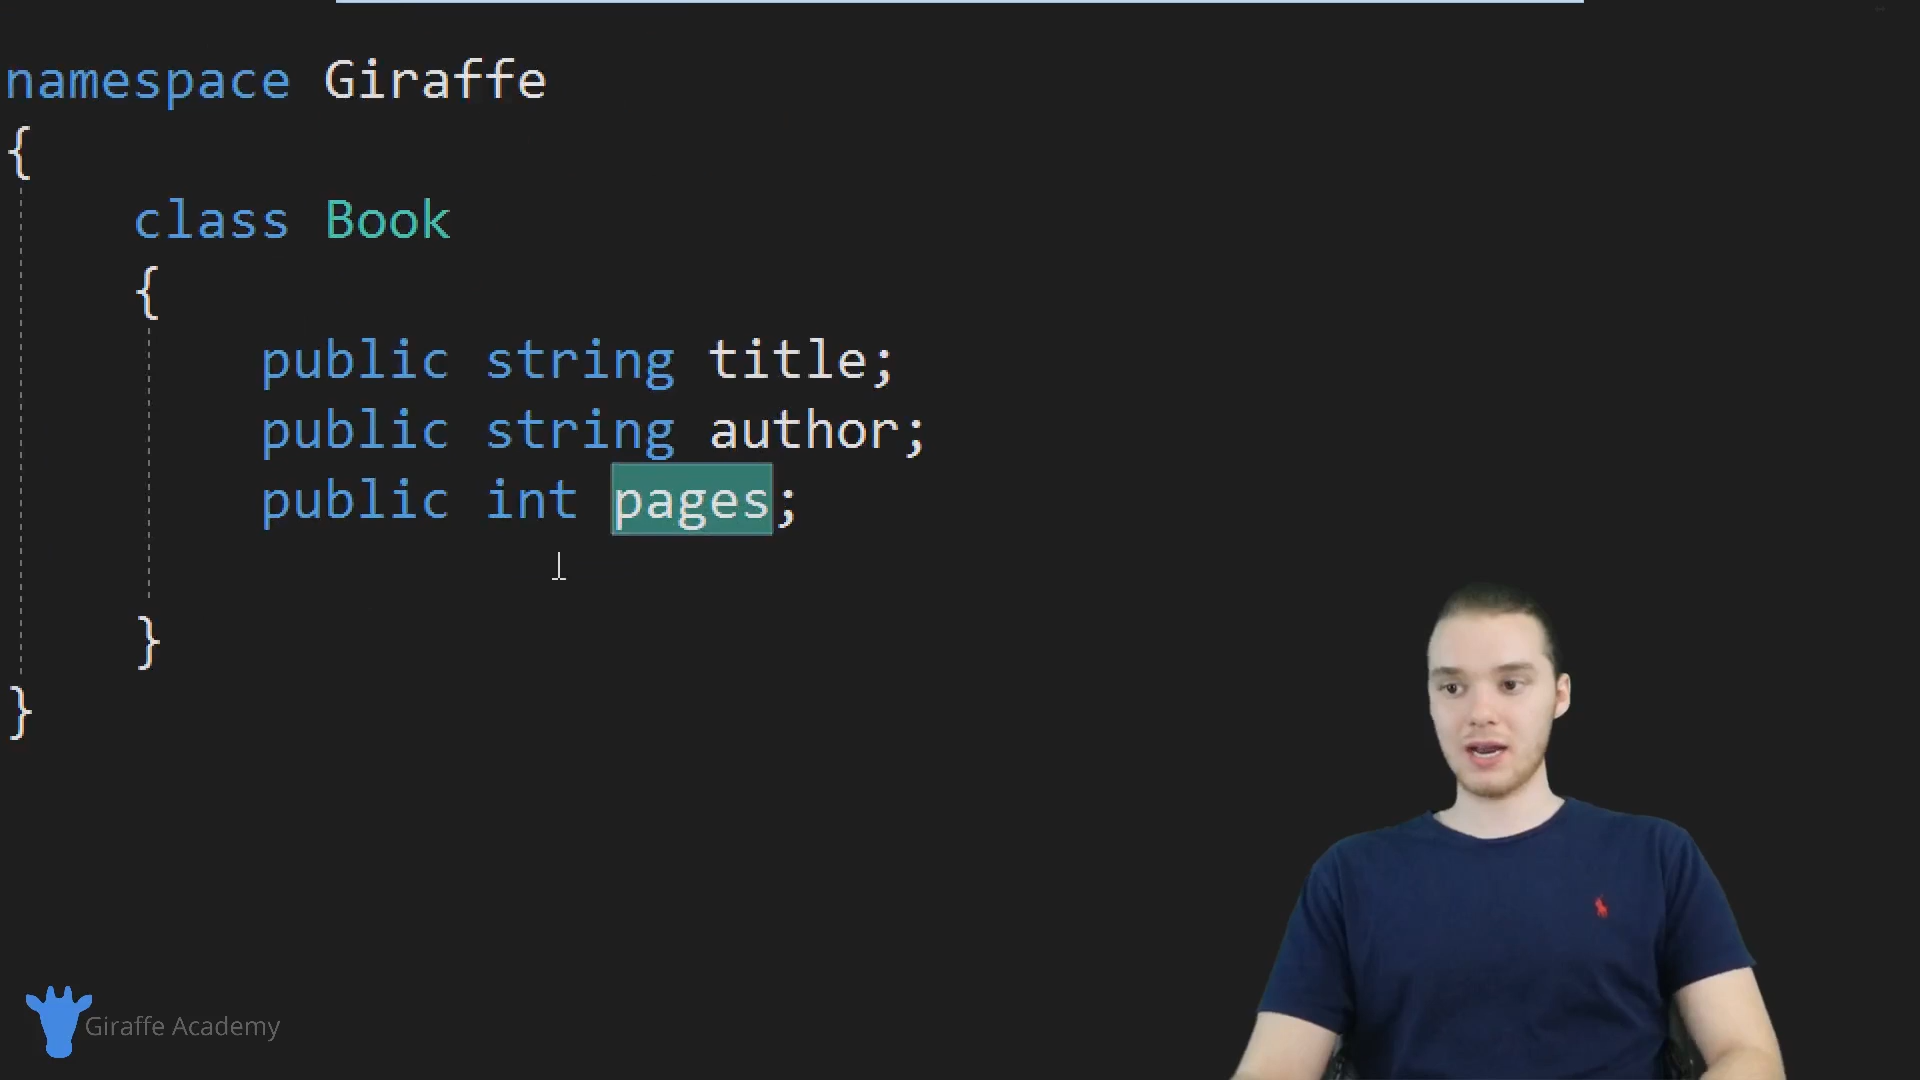 namespace Giraffe
{
class Book
{
public string title;
public string author;
public int pages;
}
}
Giraffe Academy